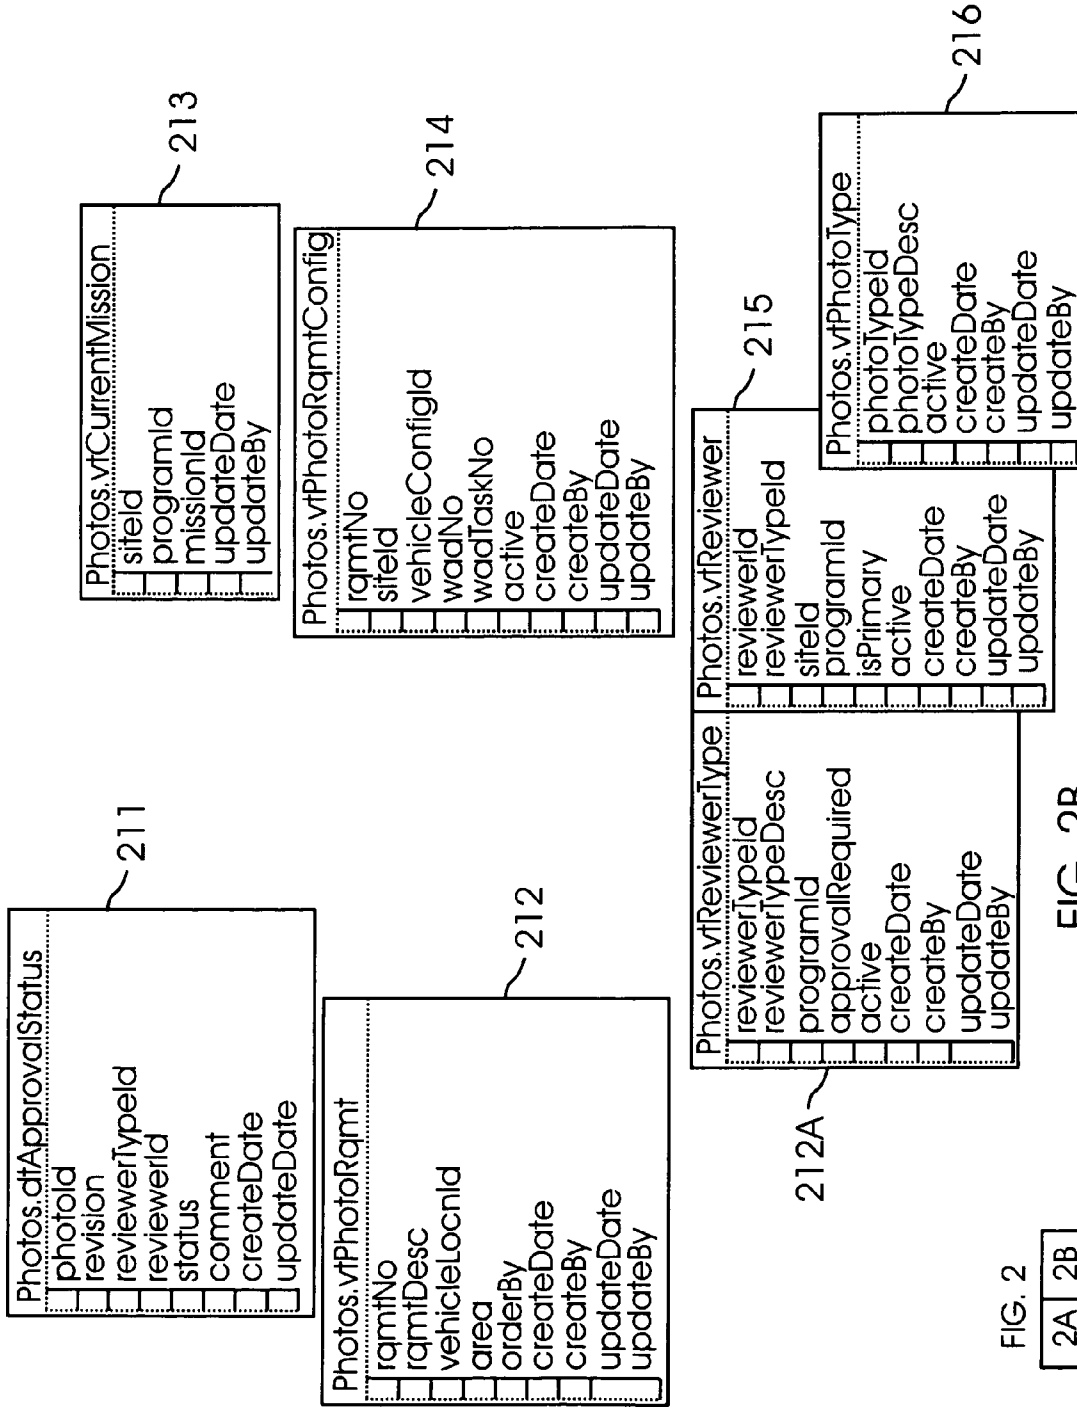 Photos.dtApprovalStatus
photoId
revision
reviewerTypeId
reviewerId
status
comment
createDate
updateDate
211
Photos.vtPhotoRqmt
rqmtNo
rqmtDesc
vehicleLocnId
area
orderBy
createDate
createBy
updateDate
updateBy
212
Photos.vtCurrentMission
siteId
programId
missionId
updateDate
updateBy
213
Photos.vtPhotoRqmtConfig
rqmtNo
siteId
vehicleConfigId
wadNo
wadTaskNo
active
createDate
createBy
updateDate
updateBy
214
Photos.vtReviewerType
reviewerTypeId
reviewerTypeDesc
programId
approvalRequired
active
createDate
createBy
updateDate
updateBy
212A
Photos.vtReviewer
reviewerId
reviewerTypeId
siteId
programId
isPrimary
active
createDate
createBy
updateDate
updateBy
215
Photos.vtPhotoType
photoTypeId
photoTypeDesc
active
createDate
createBy
updateDate
updateBy
216
FIG. 2
2A 2B
FIG. 2B